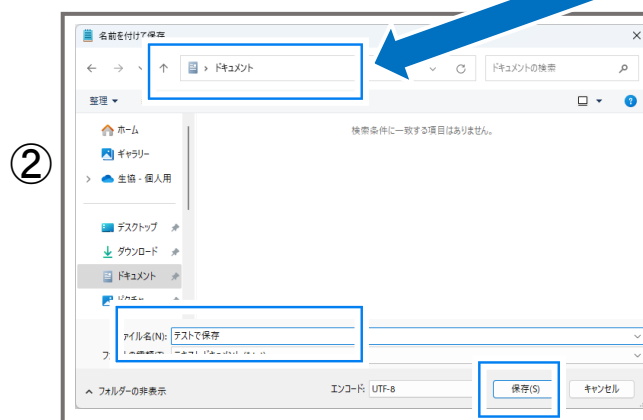 ②
名前を付けて保存
ドキュメント
ドキュメントの検索
整理
検索条件に一致する項目はありません。
ホーム
ギャラリー
生協 - 個人用
デスクトップ
ダウンロード
ドキュメント
ファイル名(N): テストで保存
フォルダーの非表示
エンコード: UTF-8
保存(S)
キャンセル